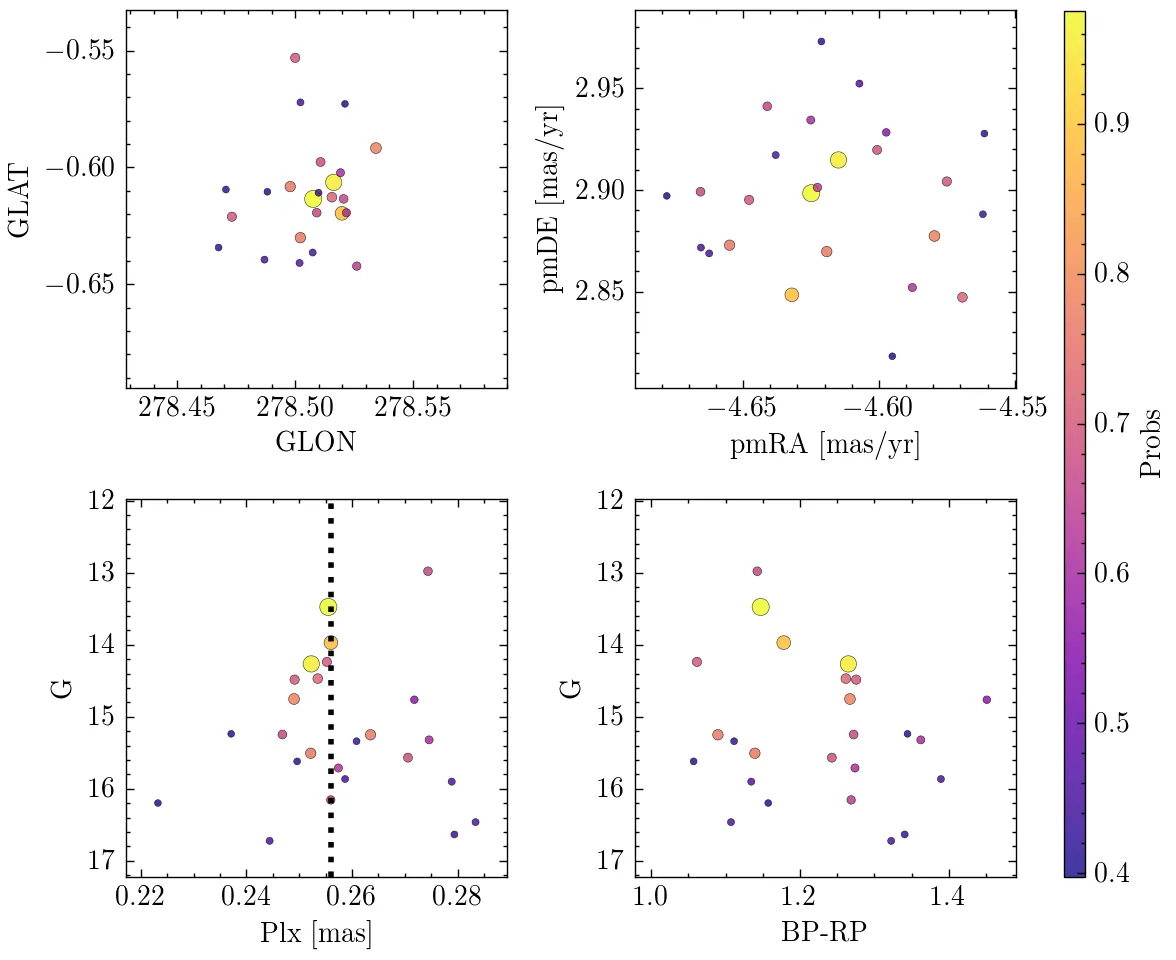 −0.55
−0.60
−0.65
GLAT
278.45 278.50 278.55
GLON
2.95
2.90
2.85
pmDE [mas/yr]
−4.65 −4.60 −4.55
pmRA [mas/yr]
12
13
14
15
16
17
G
0.22 0.24 0.26 0.28
Plx [mas]
12
13
14
15
16
17
G
1.0 1.2 1.4
BP-RP
0.9
0.8
0.7
0.6
0.5
0.4
Probs